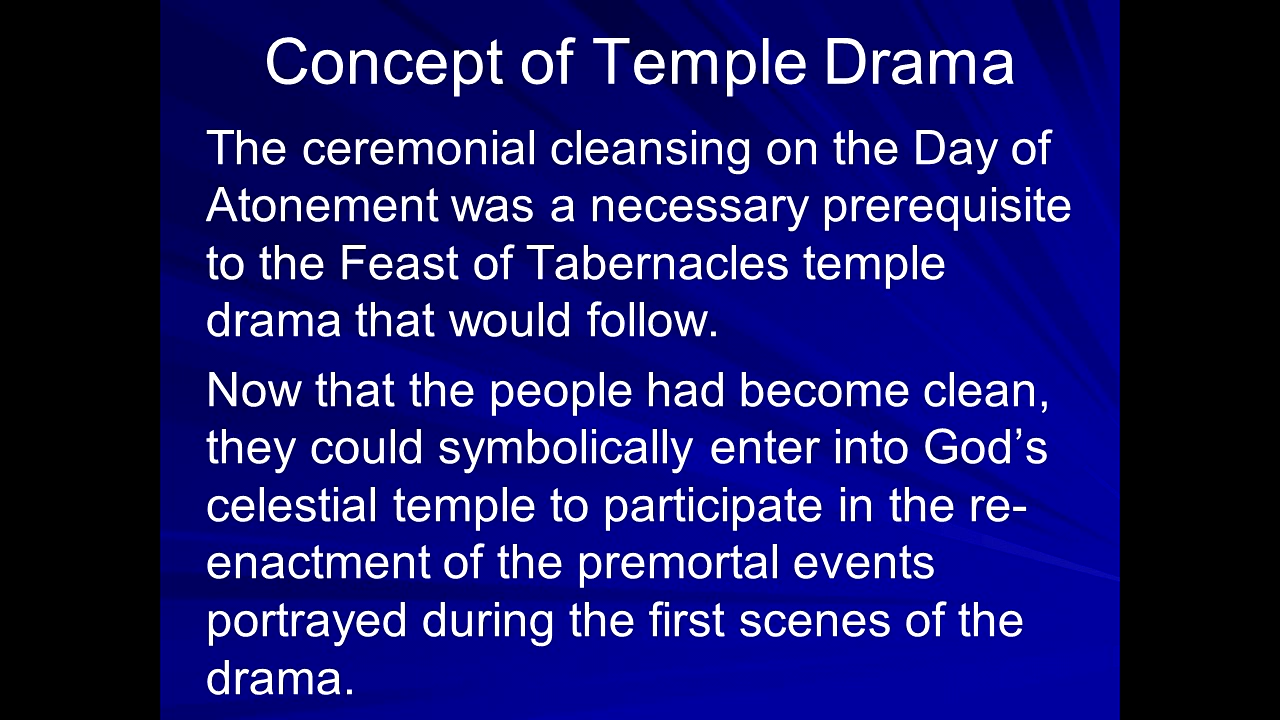 Concept of Temple Drama
The ceremonial cleansing on the Day of
Atonement was a necessary prerequisite
to the Feast of Tabernacles temple
drama that would follow.
Now that the people had become clean,
they could symbolically enter into God’s
celestial temple to participate in the re-
enactment of the premortal events
portrayed during the first scenes of the
drama.